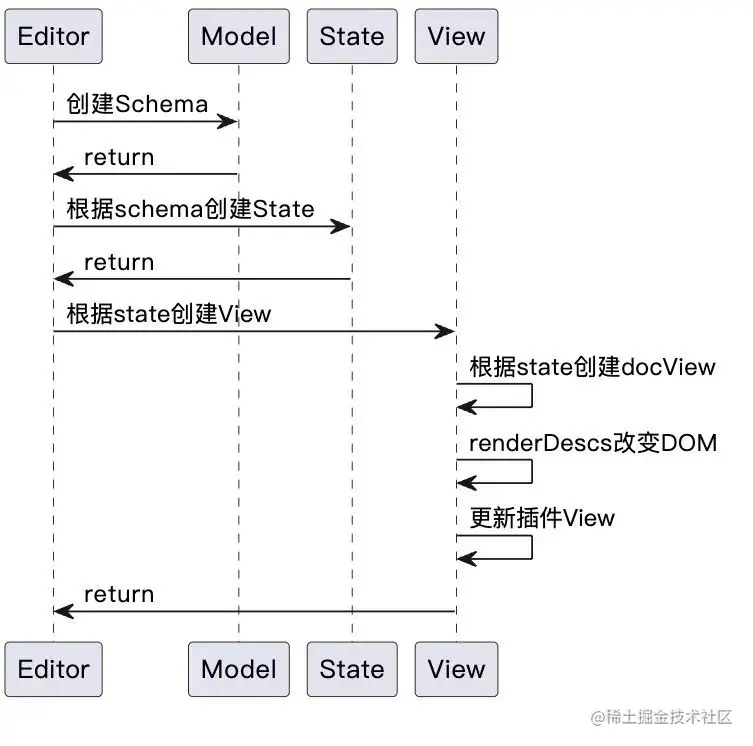 Editor Model State View
创建Schema
return
根据schema创建State
return
根据state创建View
根据state创建docView
renderDescs改变DOM
更新插件View
return
Editor Model State View
@稀土掘金技术社区